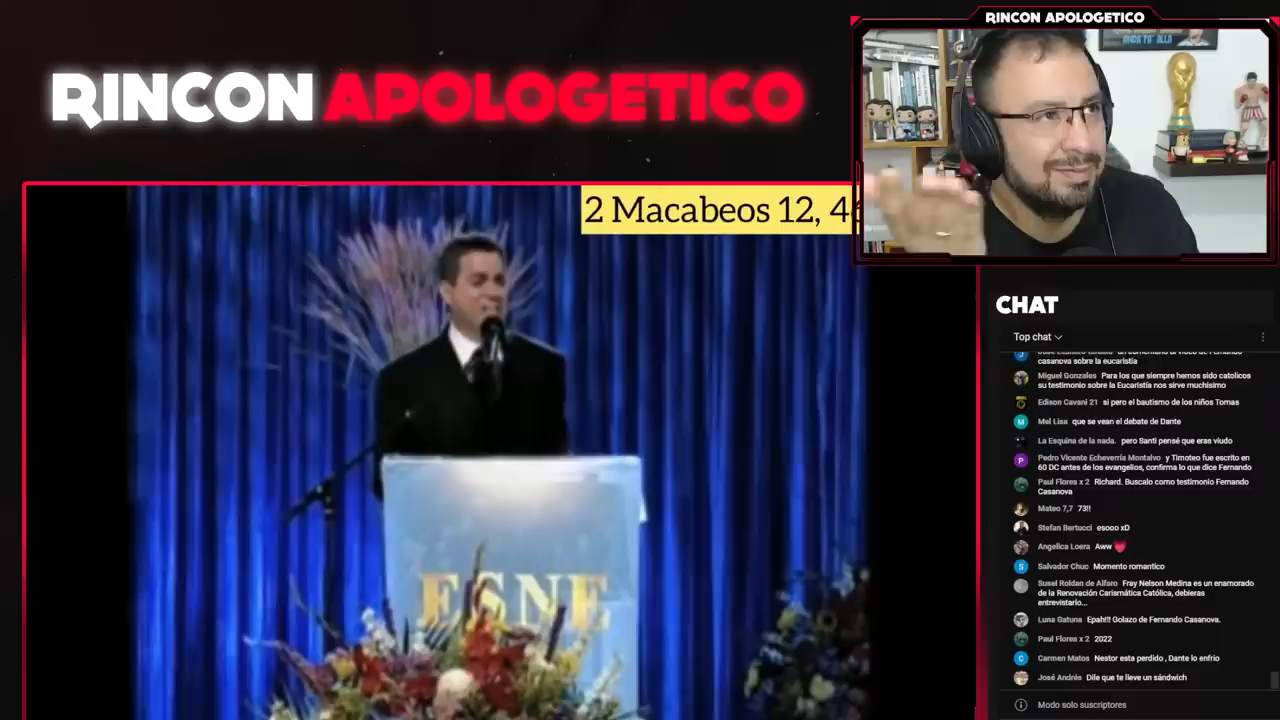 RINCON APOLOGETICO
RINCON APOLOGETICO
ANDA PA' ALLA
2 Macabeos 12, 46
ESNE
CHAT
Top chat
casanova sobre la eucaristía
Miguel Gonzales Para los que siempre hemos sido catolicos
su testimonio sobre la Eucaristía nos sirve muchisimo
Edison Cavani 21 si pero el bautismo de los niños Tomas
Mel Lisa que se vean el debate de Dante
La Esquina de la nada. pero Santi pensé que eras viudo
Pedro Vicente Echeverría Montalvo y Timoteo fue escrito en
60 DC antes de los evangelios, confirma lo que dice Fernando
Paul Flores x 2 Richard. Buscalo como testimonio Fernando
Casanova
Mateo 7,7 73!!
Stefan Bertucci esooo xD
Angelica Loera Aww
Salvador Chuc Momento romantico
Susel Roldan de Alfaro Fray Nelson Medina es un enamorado
de la Renovación Carismática Católica, debieras
entrevistarlo...
Luna Gatuna Epah!!! Golazo de Fernando Casanova.
Paul Flores x 2 2022
Carmen Matos Nestor esta perdido , Dante lo enfrio
José Andrés Dile que te lleve un sándwich
Modo solo suscriptores